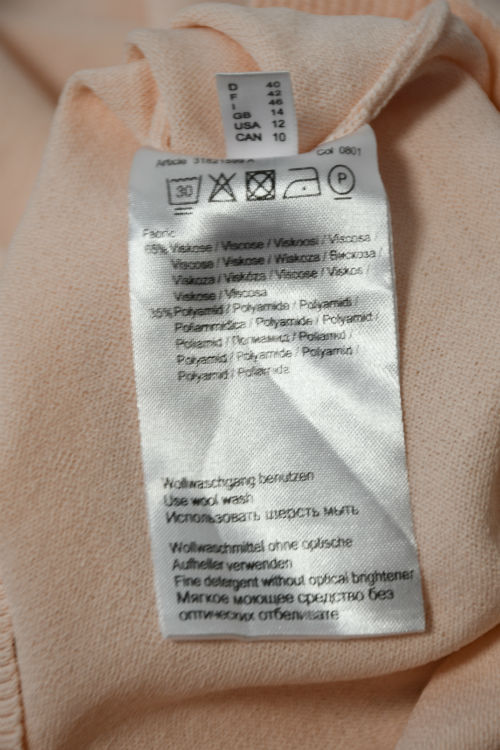 D 40
F 42
I 46
GB 14
USA 12
CAN 10
Article
Col 0801
30
P
Fabric
65% Viskose / Viscose / Viskoosi / Viscosa /
Viscose / Viskose / Wiskoza / Вискоза /
Viskoza / Viskóza / Viscose / Viskos /
Viskose / Viscosa
35% Polyamid / Polyamide / Polyamidi /
Poliammidica / Polyamide / Polyamid /
Poliamid / Полиамид / Poliamid /
Polyamid / Polyamide / Polyamid /
Polyamid / Poliamida
Wollwaschgang benutzen
Use wool wash
Использовать шерсть мыть
Wollwaschmittel ohne optische
Aufheller verwenden
Fine detergent without optical brightener
Мягкое моющее средство без
оптических отбеливате